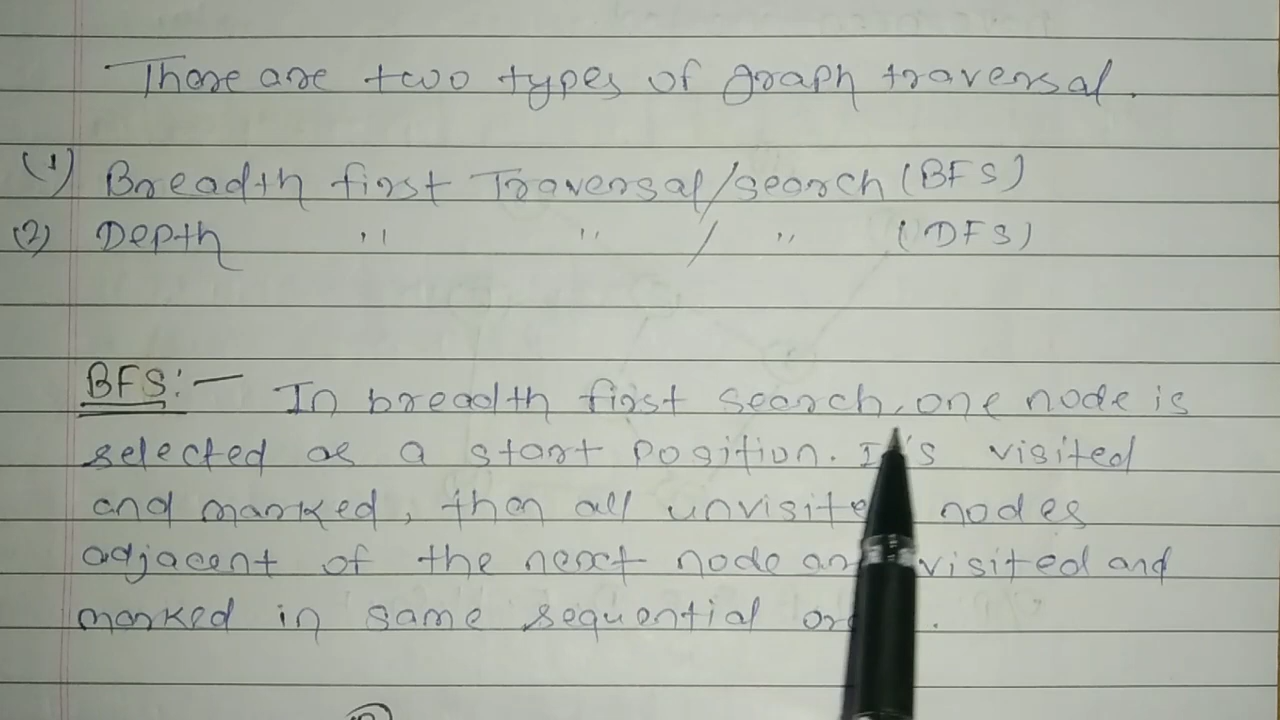 There are two types of graph traversal.
(1) Breadth first Traversal/search (BFS)
(2) Depth " " / " (DFS)
BFS:- In breadth first search, one node is
selected as a start position. It's visited
and marked, then all unvisited nodes
adjacent of the next node are visited and
marked in same sequential